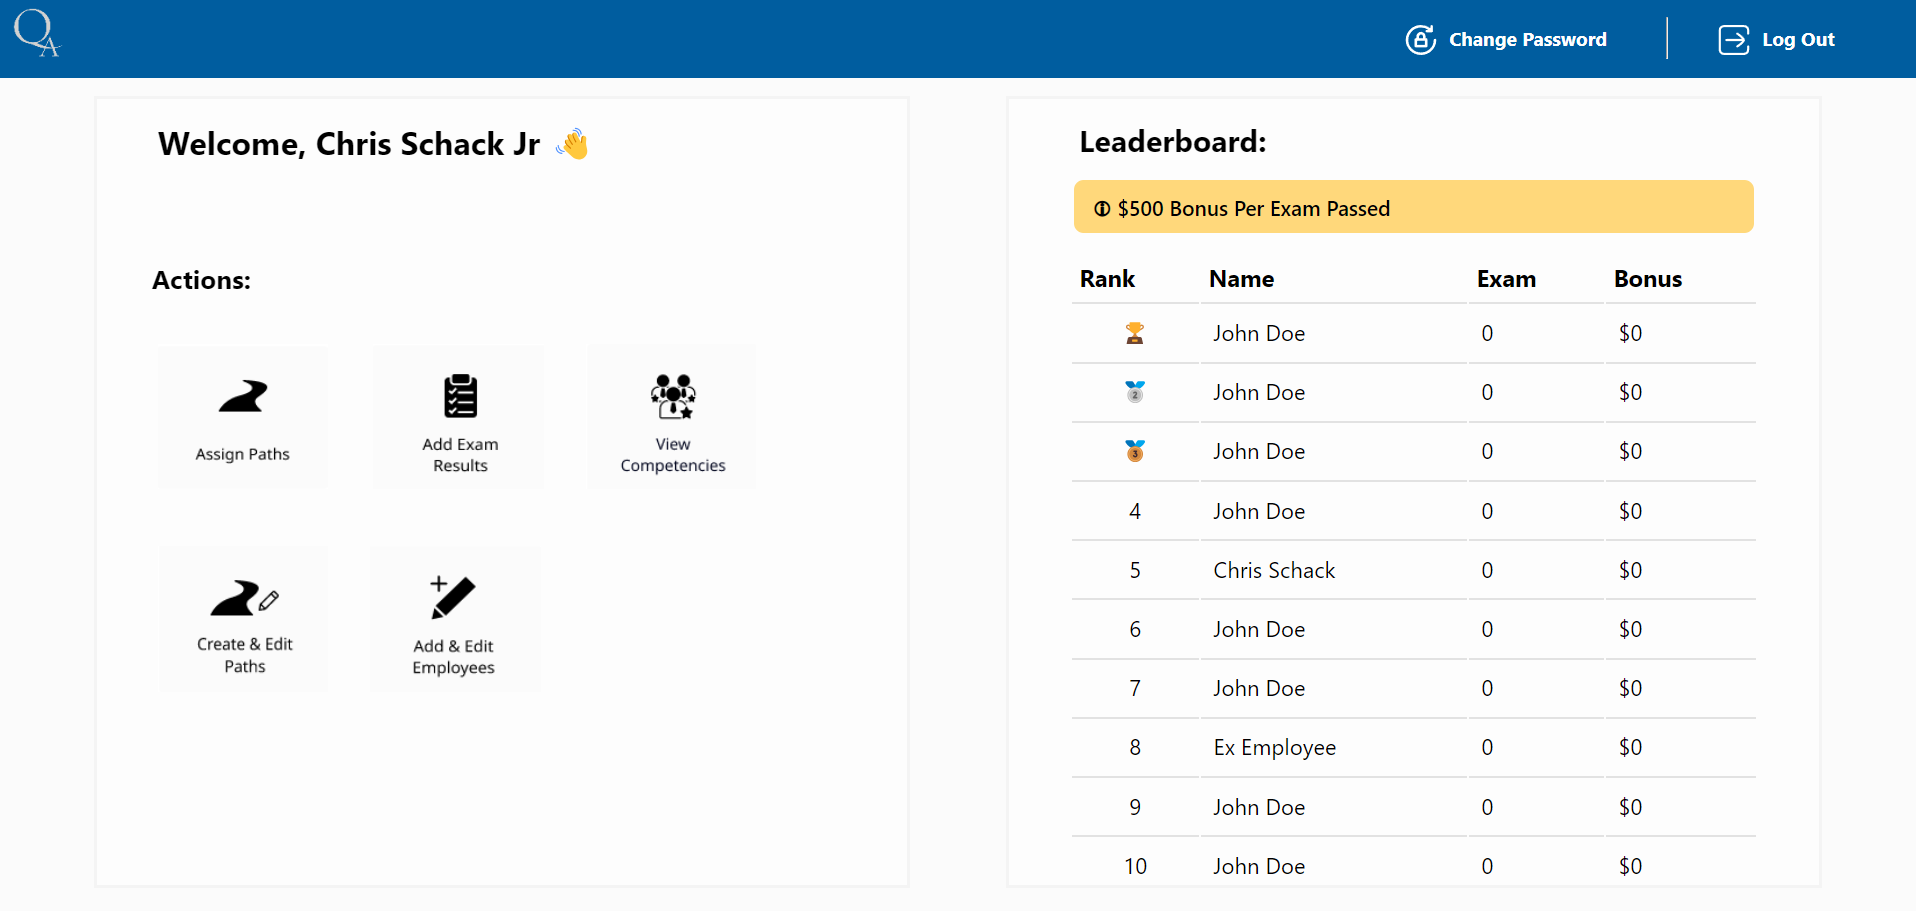 QA
Change Password
Log Out
Welcome, Chris Schack Jr
Actions:
Assign Paths
Add Exam
Results
View
Competencies
Create & Edit
Paths
Add & Edit
Employees
Leaderboard:
$500 Bonus Per Exam Passed
Rank Name Exam Bonus
John Doe 0 $0
2 John Doe 0 $0
3 John Doe 0 $0
4 John Doe 0 $0
5 Chris Schack 0 $0
6 John Doe 0 $0
7 John Doe 0 $0
8 Ex Employee 0 $0
9 John Doe 0 $0
10 John Doe 0 $0